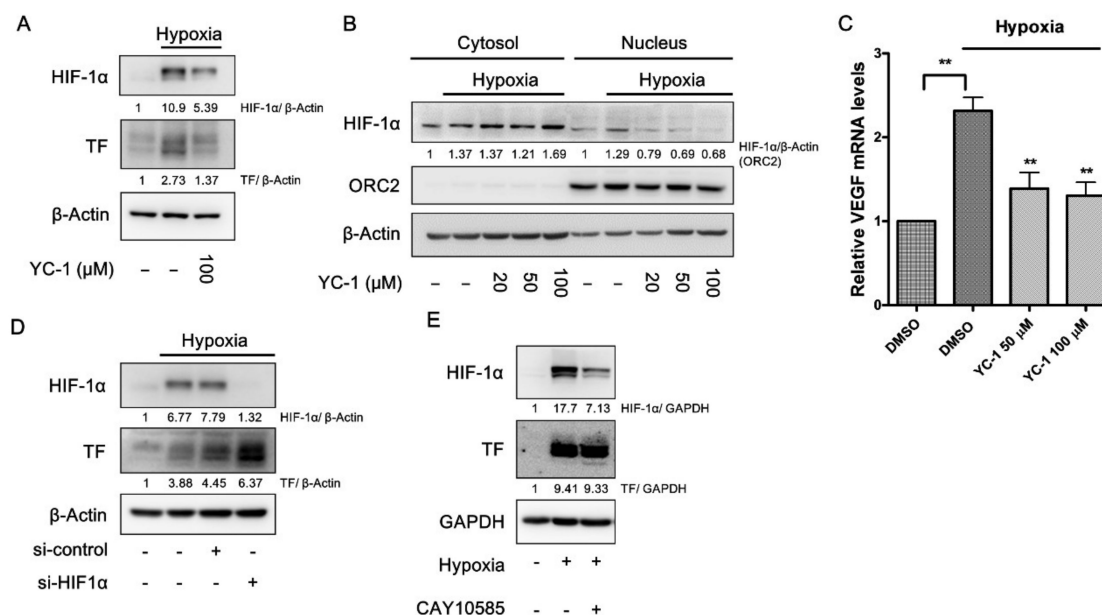 A
Hypoxia
HIF-1α
1 10.9 5.39 HIF-1α/ β-Actin
TF
1 2.73 1.37 TF/ β-Actin
β-Actin
YC-1 (μM) – – 100
B
Cytosol Nucleus
Hypoxia Hypoxia
HIF-1α
1 1.37 1.37 1.21 1.69 1 1.29 0.79 0.69 0.68 HIF-1α/β-Actin
(ORC2)
ORC2
β-Actin
YC-1 (μM) – – 20 50 100 – – 20 50 100
C
Hypoxia
Relative VEGF mRNA levels
3
2
1
0
**
**
**
DMSO DMSO YC-1 50 μM YC-1 100 μM
D
Hypoxia
HIF-1α
1 6.77 7.79 1.32 HIF-1α/ β-Actin
TF
1 3.88 4.45 6.37 TF/ β-Actin
β-Actin
si-control - - + -
si-HIF1α - - - +
E
HIF-1α
1 17.7 7.13 HIF-1α/ GAPDH
TF
1 9.41 9.33 TF/ GAPDH
GAPDH
Hypoxia - + +
CAY10585 - - +